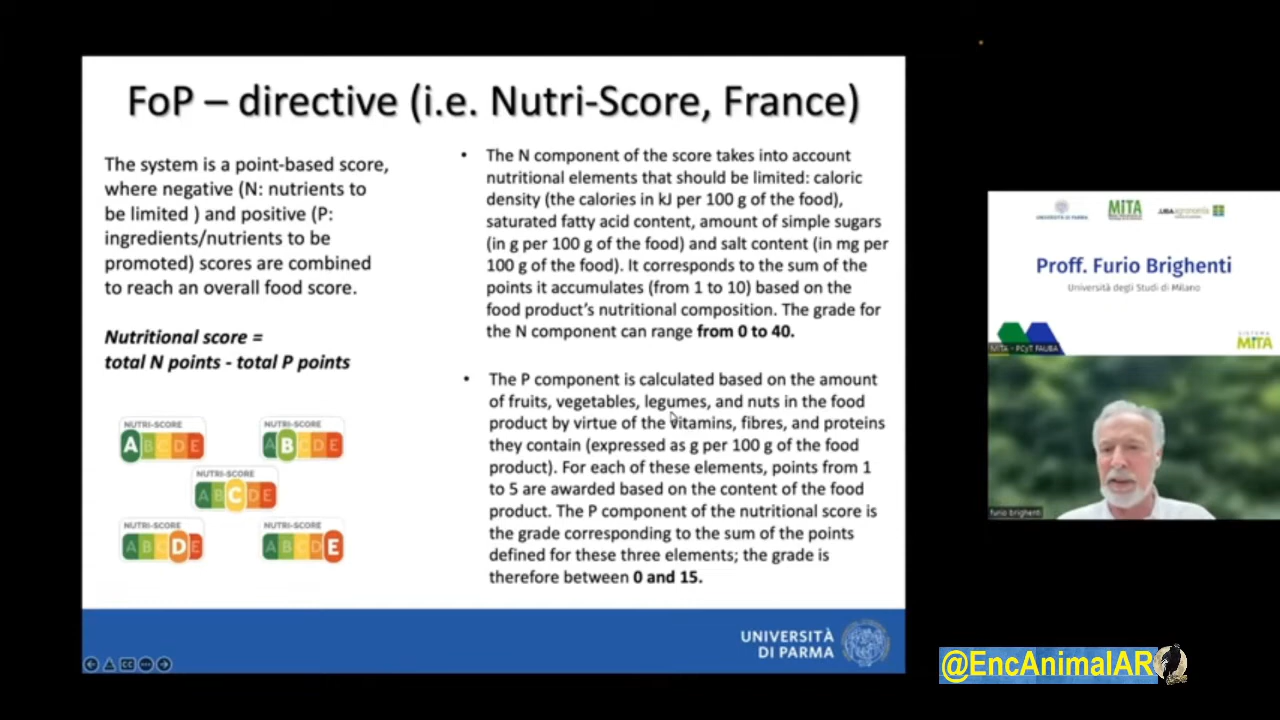 FoP – directive (i.e. Nutri-Score, France)
The system is a point-based score,
where negative (N: nutrients to
be limited ) and positive (P:
ingredients/nutrients to be
promoted) scores are combined
to reach an overall food score.
Nutritional score =
total N points - total P points
NUTRI-SCORE
A B C D E
NUTRI-SCORE
A B C D E
NUTRI-SCORE
A B C D E
NUTRI-SCORE
A B C D E
NUTRI-SCORE
A B C D E
• The N component of the score takes into account
nutritional elements that should be limited: caloric
density (the calories in kJ per 100 g of the food),
saturated fatty acid content, amount of simple sugars
(in g per 100 g of the food) and salt content (in mg per
100 g of the food). It corresponds to the sum of the
points it accumulates (from 1 to 10) based on the
food product's nutritional composition. The grade for
the N component can range from 0 to 40.
• The P component is calculated based on the amount
of fruits, vegetables, legumes, and nuts in the food
product by virtue of the vitamins, fibres, and proteins
they contain (expressed as g per 100 g of the food
product). For each of these elements, points from 1
to 5 are awarded based on the content of the food
product. The P component of the nutritional score is
the grade corresponding to the sum of the points
defined for these three elements; the grade is
therefore between 0 and 15.
UNIVERSITÀ
DI PARMA
CC
UNIVERSITÀ DI PARMA
MITA
.UBAagronomía
Proff. Furio Brighenti
Università degli Studi di Milano
MITA - PCyT FAUBA
SISTEMA
MITA
furio brighenti
@EncAnimalAR